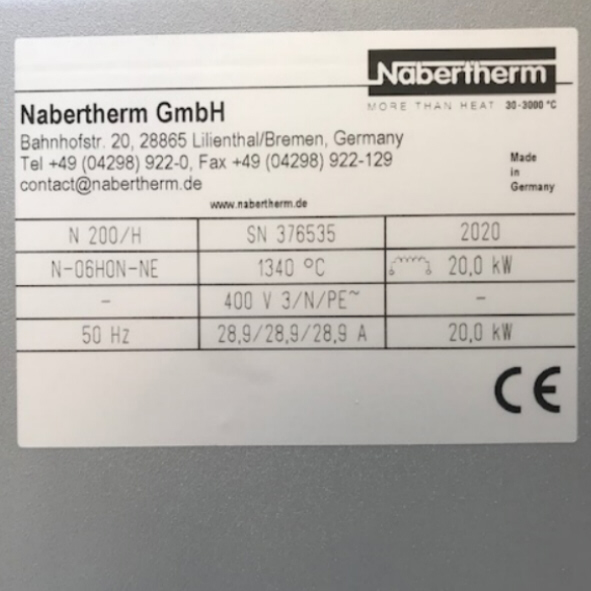 Nabertherm
MORE THAN HEAT 30-3000 °C
Nabertherm GmbH
Bahnhofstr. 20, 28865 Lilienthal/Bremen, Germany
Tel +49 (04298) 922-0, Fax +49 (04298) 922-129
contact@nabertherm.de
Made
in
Germany
www.nabertherm.de
N 200/H SN 376535 2020
N-06H0N-NE 1340 °C 20,0 kW
- 400 V 3/N/PE~ -
50 Hz 28,9/28,9/28,9 A 20,0 kW
CE